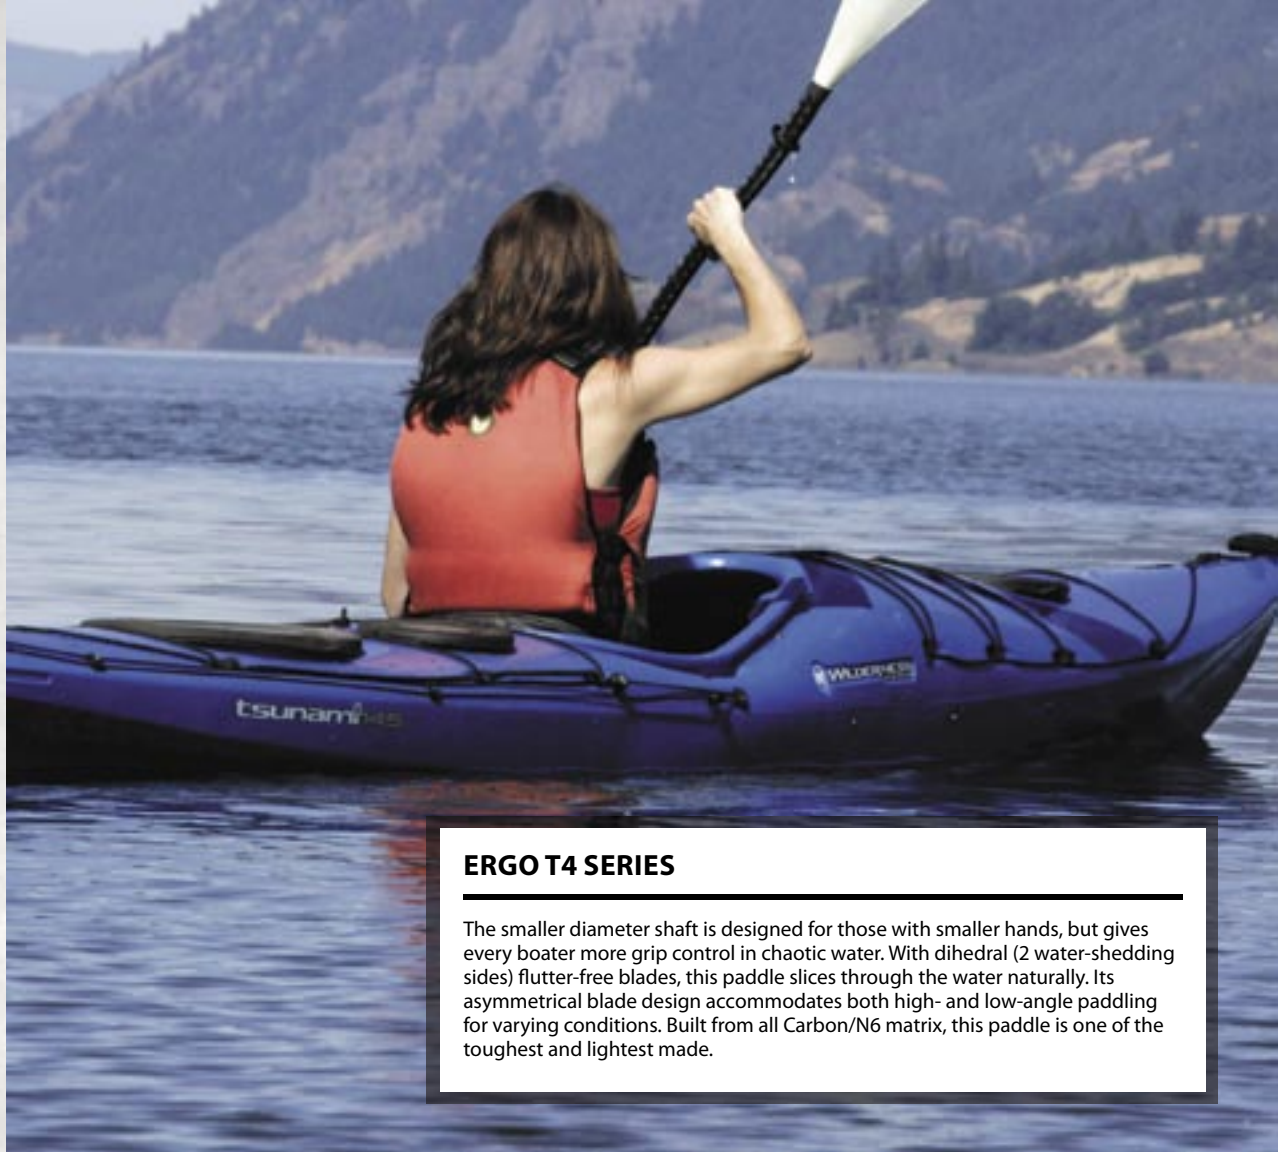 tsunami 145
WILDERNESS
ERGO T4 SERIES
The smaller diameter shaft is designed for those with smaller hands, but gives
every boater more grip control in chaotic water. With dihedral (2 water-shedding
sides) flutter-free blades, this paddle slices through the water naturally. Its
asymmetrical blade design accommodates both high- and low-angle paddling
for varying conditions. Built from all Carbon/N6 matrix, this paddle is one of the
toughest and lightest made.